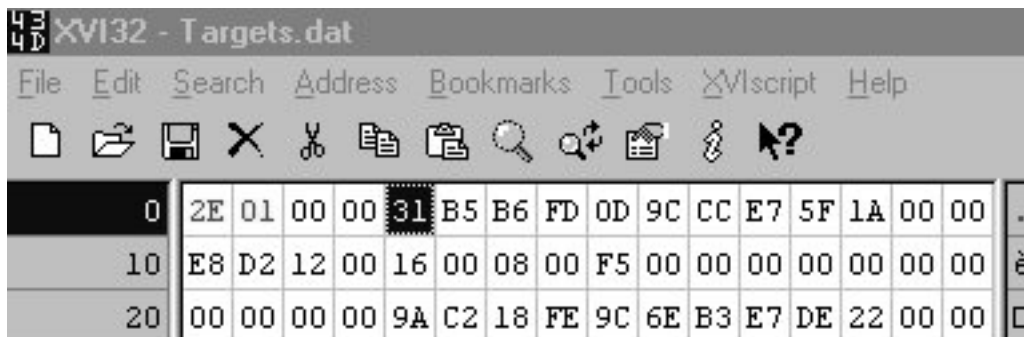 43 4D XVI32 - Targets.dat
File Edit Search Address Bookmarks Tools XVIscript Help
0 2E 01 00 00 31 B5 B6 FD 0D 9C CC E7 5F 1A 00 00 .
10 E8 D2 12 00 16 00 08 00 F5 00 00 00 00 00 00 00 è
20 00 00 00 00 9A C2 18 FE 9C 6E B3 E7 DE 22 00 00